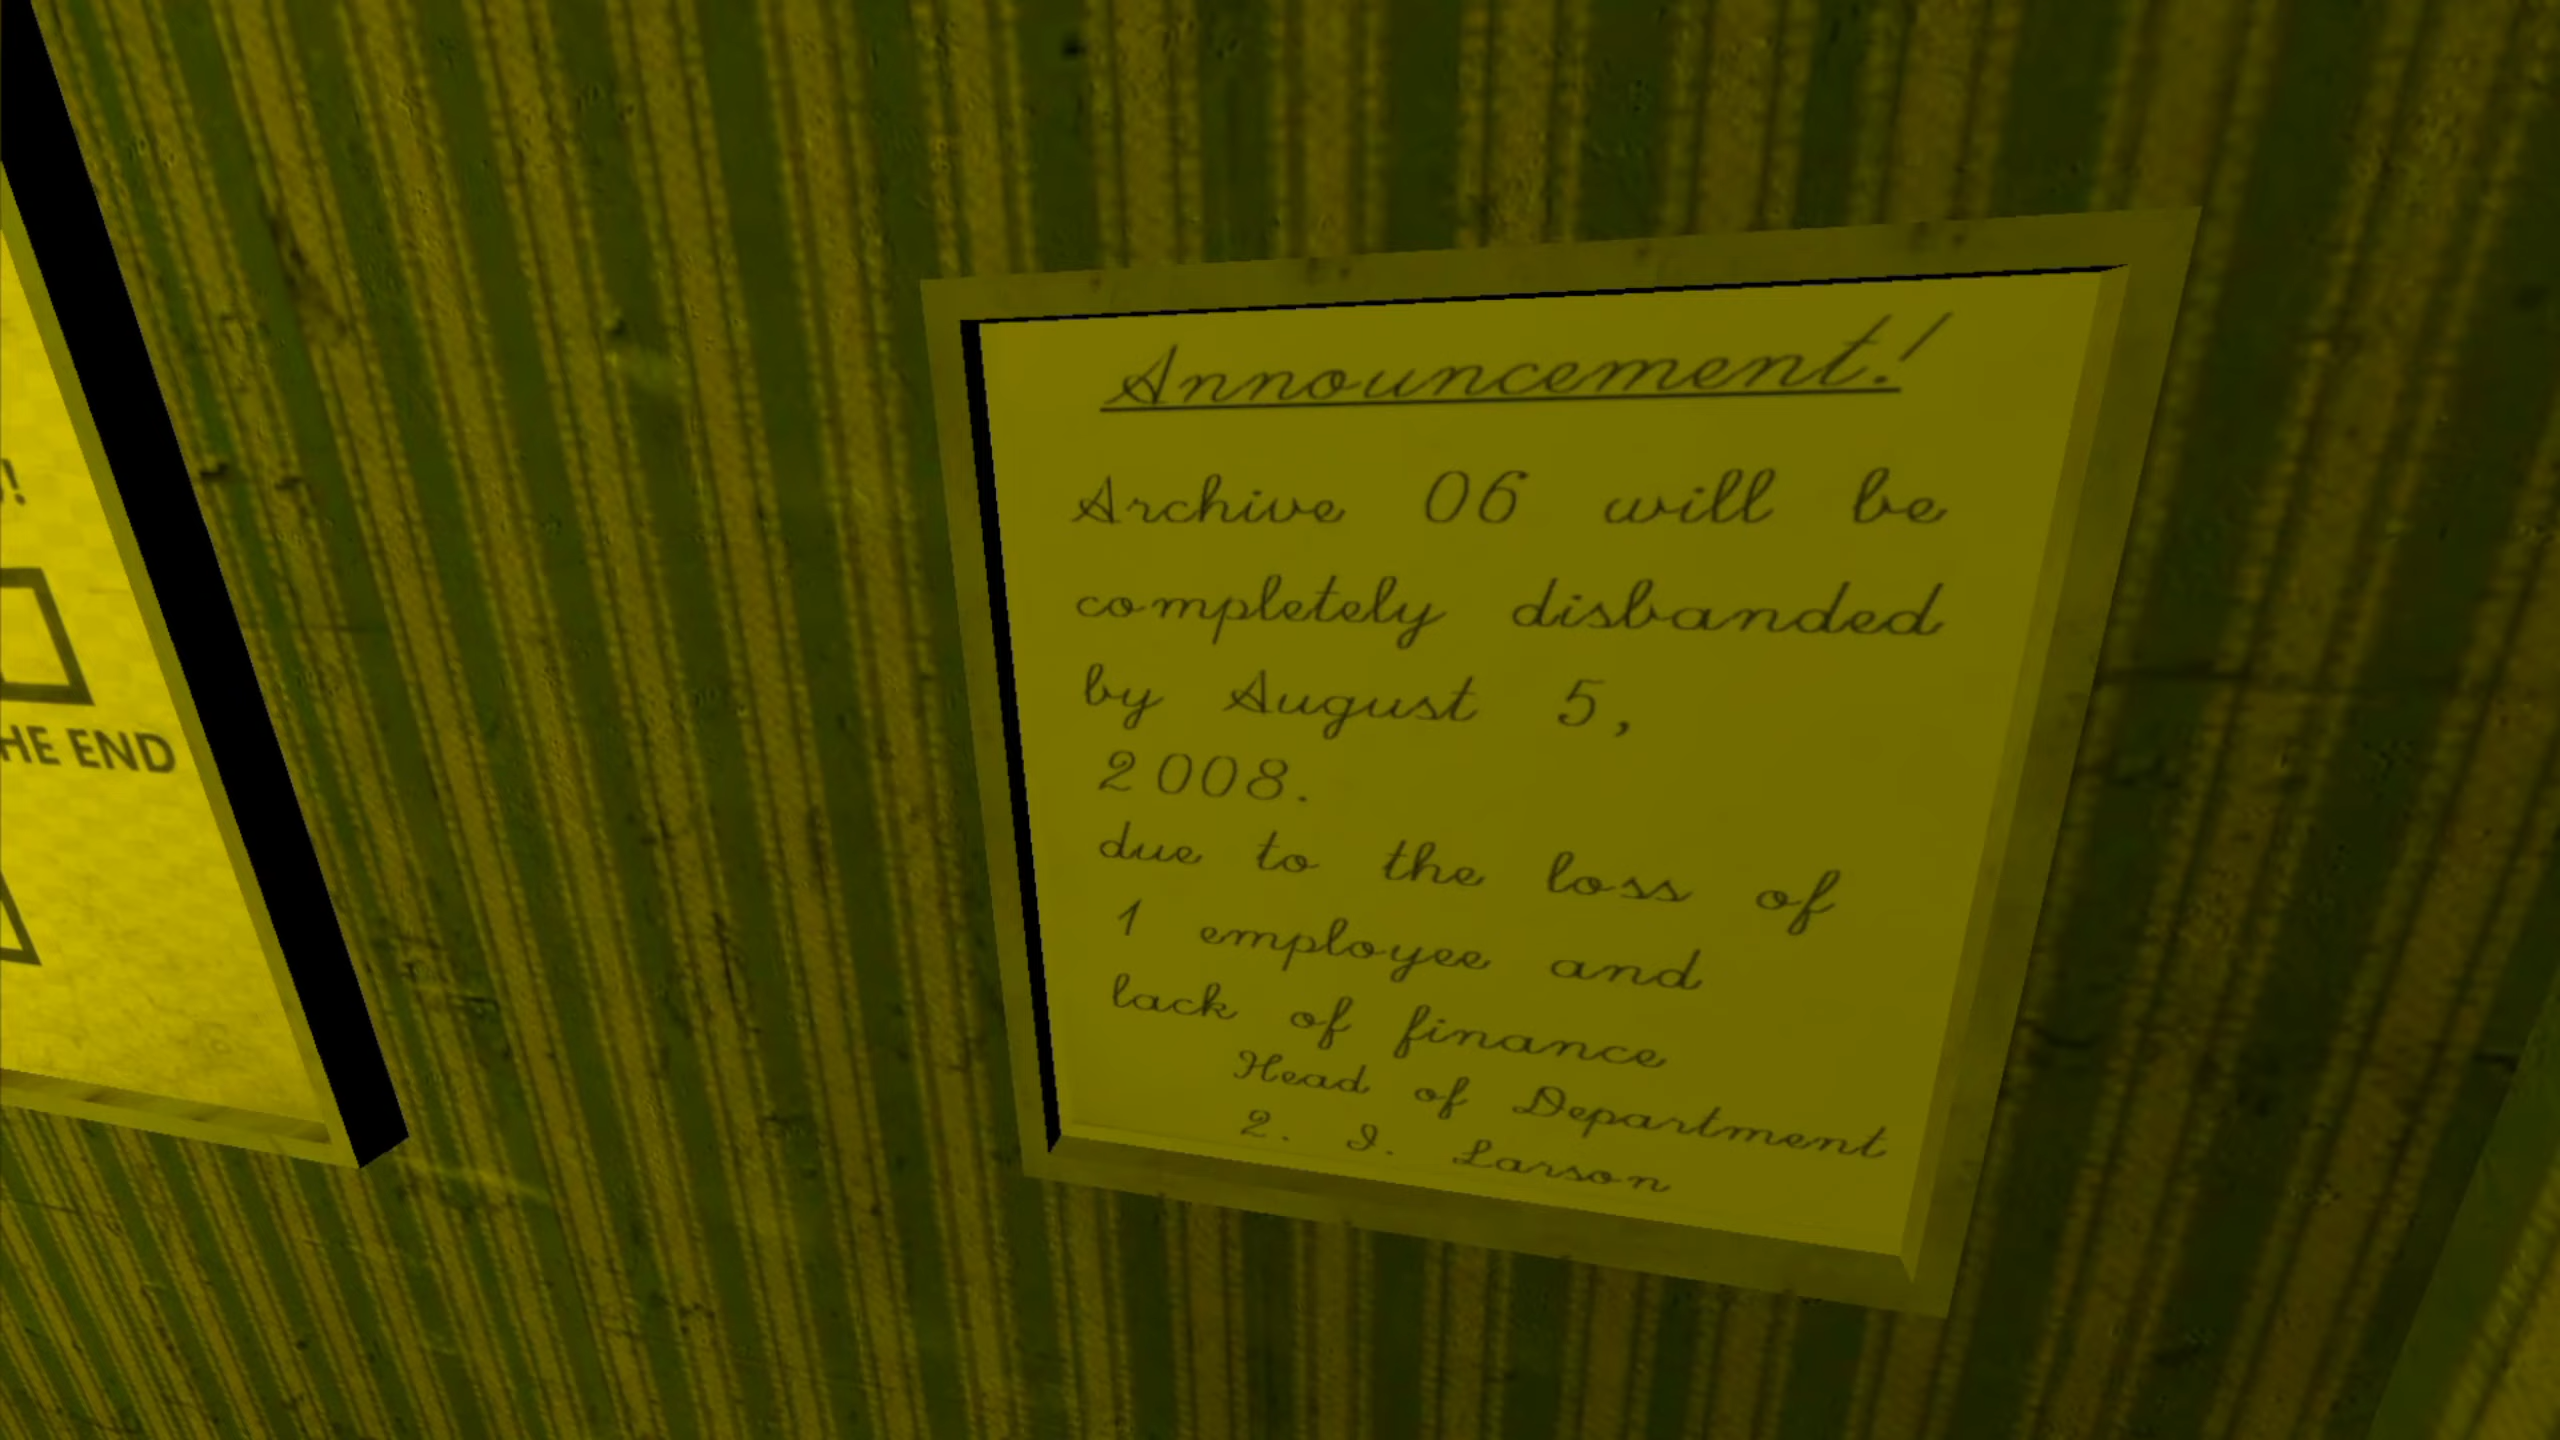 Announcement!
Archive 06 will be
completely disbanded
by August 5,
2008.
due to the loss of
1 employee and
lack of finance
Head of Department
2. I. Larson
!
HE END